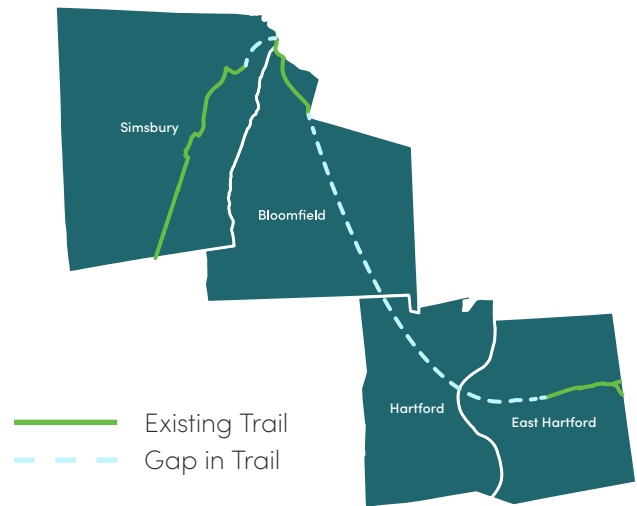 Simsbury
Bloomfield
Hartford
East Hartford
Existing Trail
Gap in Trail